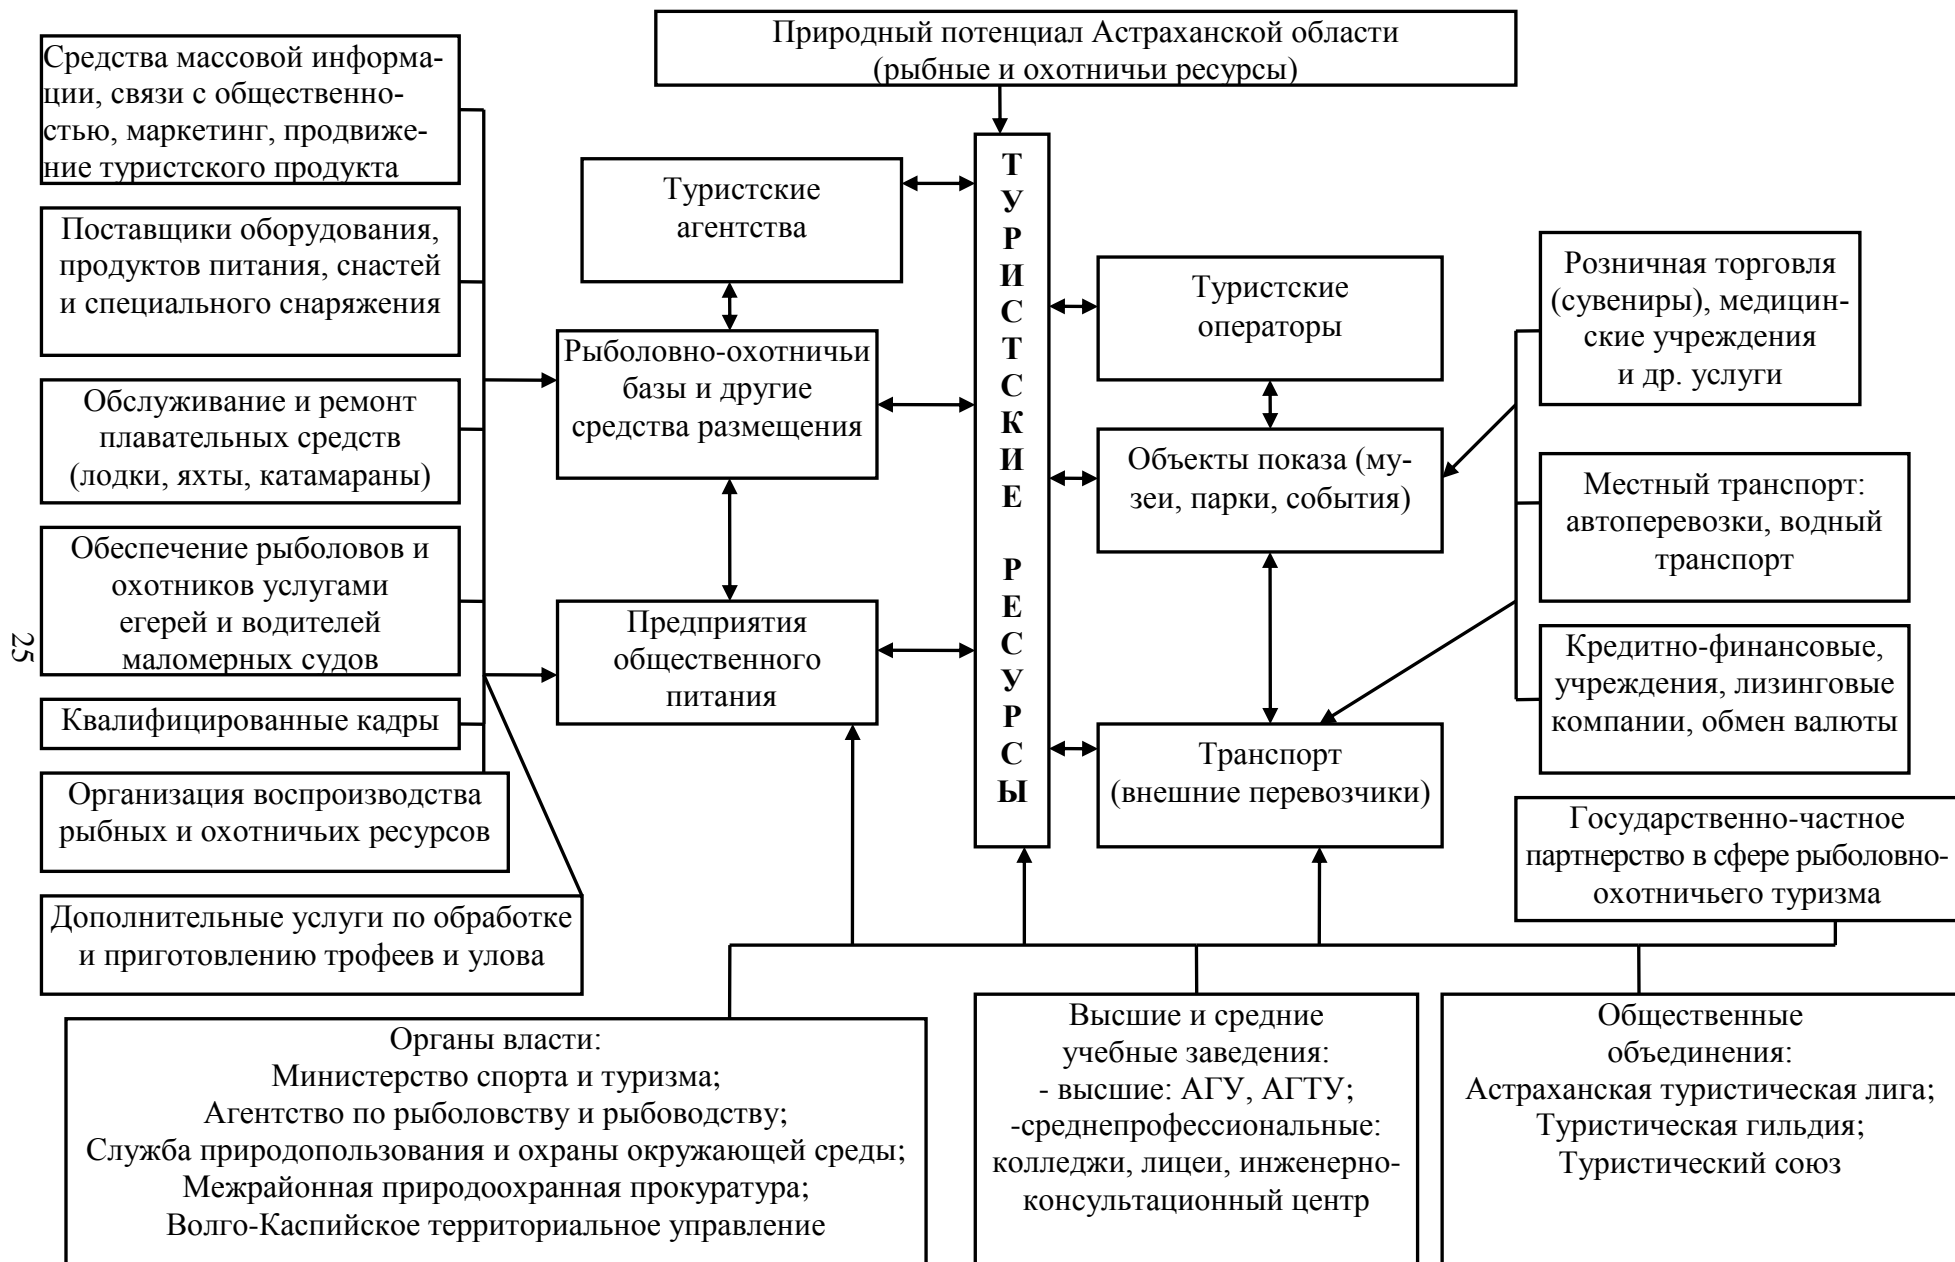 Природный потенциал Астраханской области
(рыбные и охотничьи ресурсы)
Средства массовой информа-
ции, связи с общественно-
стью, маркетинг, продвиже-
ние туристского продукта
Поставщики оборудования,
продуктов питания, снастей
и специального снаряжения
Обслуживание и ремонт
плавательных средств
(лодки, яхты, катамараны)
Обеспечение рыболовов и
охотников услугами
егерей и водителей
маломерных судов
Квалифицированные кадры
Организация воспроизводства
рыбных и охотничьих ресурсов
Дополнительные услуги по обработке
и приготовлению трофеев и улова
Туристские
агентства
Рыболовно-охотничьи
базы и другие
средства размещения
Предприятия
общественного
питания
ТУРИСТСКИЕ РЕСУРСЫ
Туристские
операторы
Объекты показа (му-
зеи, парки, события)
Транспорт
(внешние перевозчики)
Розничная торговля
(сувениры), медицин-
ские учреждения
и др. услуги
Местный транспорт:
автоперевозки, водный
транспорт
Кредитно-финансовые,
учреждения, лизинговые
компании, обмен валюты
Государственно-частное
партнерство в сфере рыболовно-
охотничьего туризма
Органы власти:
Министерство спорта и туризма;
Агентство по рыболовству и рыбоводству;
Служба природопользования и охраны окружающей среды;
Межрайонная природоохранная прокуратура;
Волго-Каспийское территориальное управление
Высшие и средние
учебные заведения:
- высшие: АГУ, АГТУ;
-среднепрофессиональные:
колледжи, лицеи, инженерно-
консультационный центр
Общественные
объединения:
Астраханская туристическая лига;
Туристическая гильдия;
Туристический союз
25